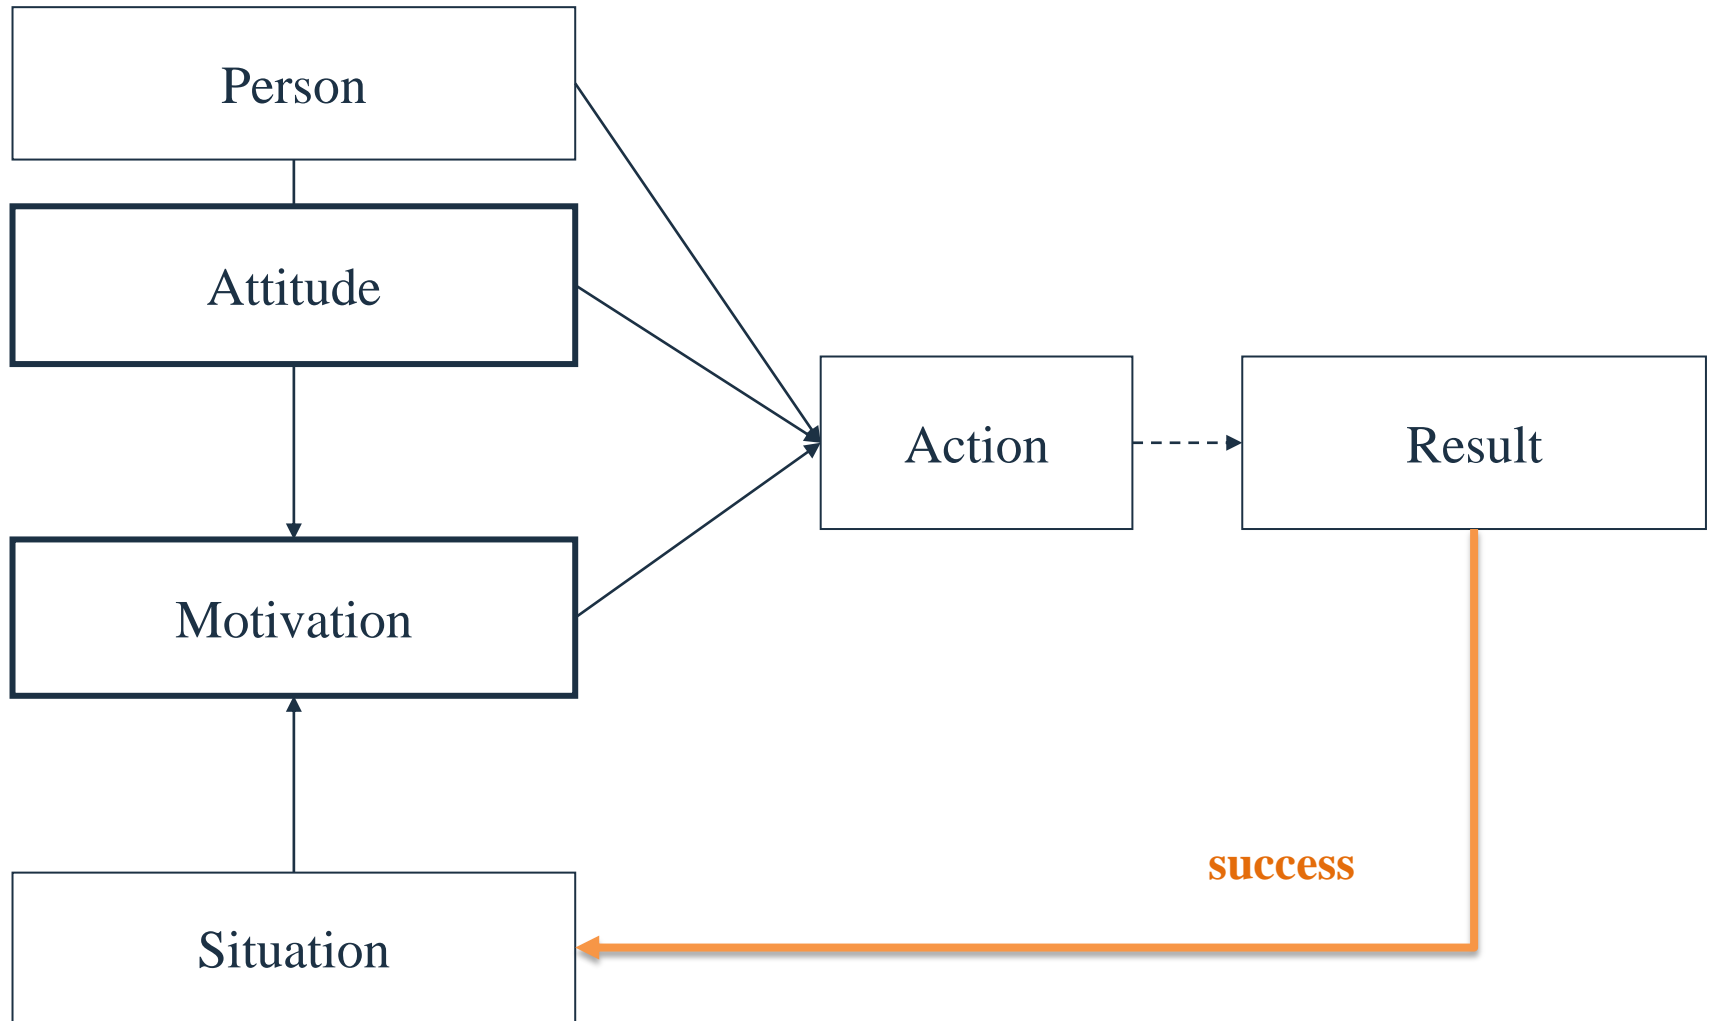 Person
Attitude
Action
Result
Motivation
success
Situation